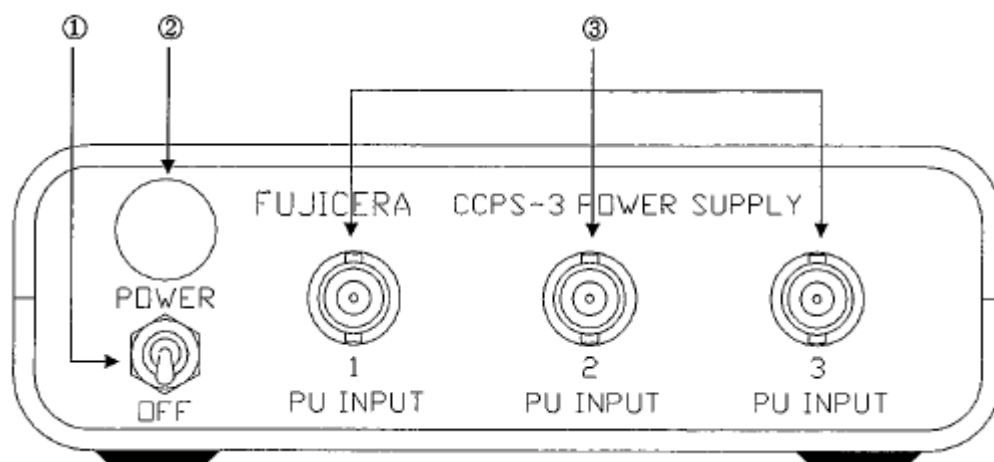 ① ② ③
FUJICERA CCPS-3 POWER SUPPLY
POWER
OFF
1 2 3
PU INPUT PU INPUT PU INPUT